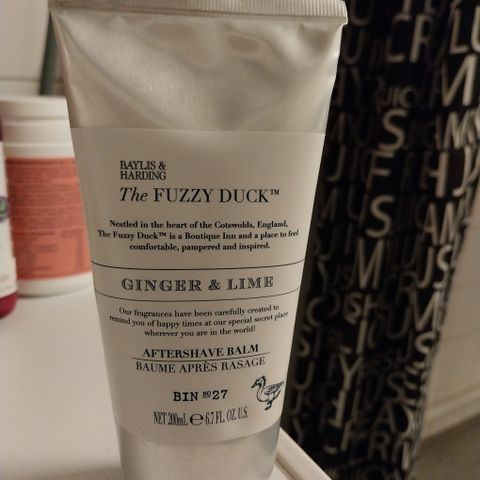 BAYLIS &
HARDING
The FUZZY DUCK™
Nestled in the heart of the Cotswolds, England,
The Fuzzy Duck™ is a Boutique Inn and a place to feel
comfortable, pampered and inspired.
GINGER & LIME
Our fragrances have been carefully created to
remind you of happy times at our special secret place
wherever you are in the world!
AFTERSHAVE BALM
BAUME APRÈS RASAGE
BIN NO 27
NET 200mL ℮ 6.7 FL. OZ. U.S.